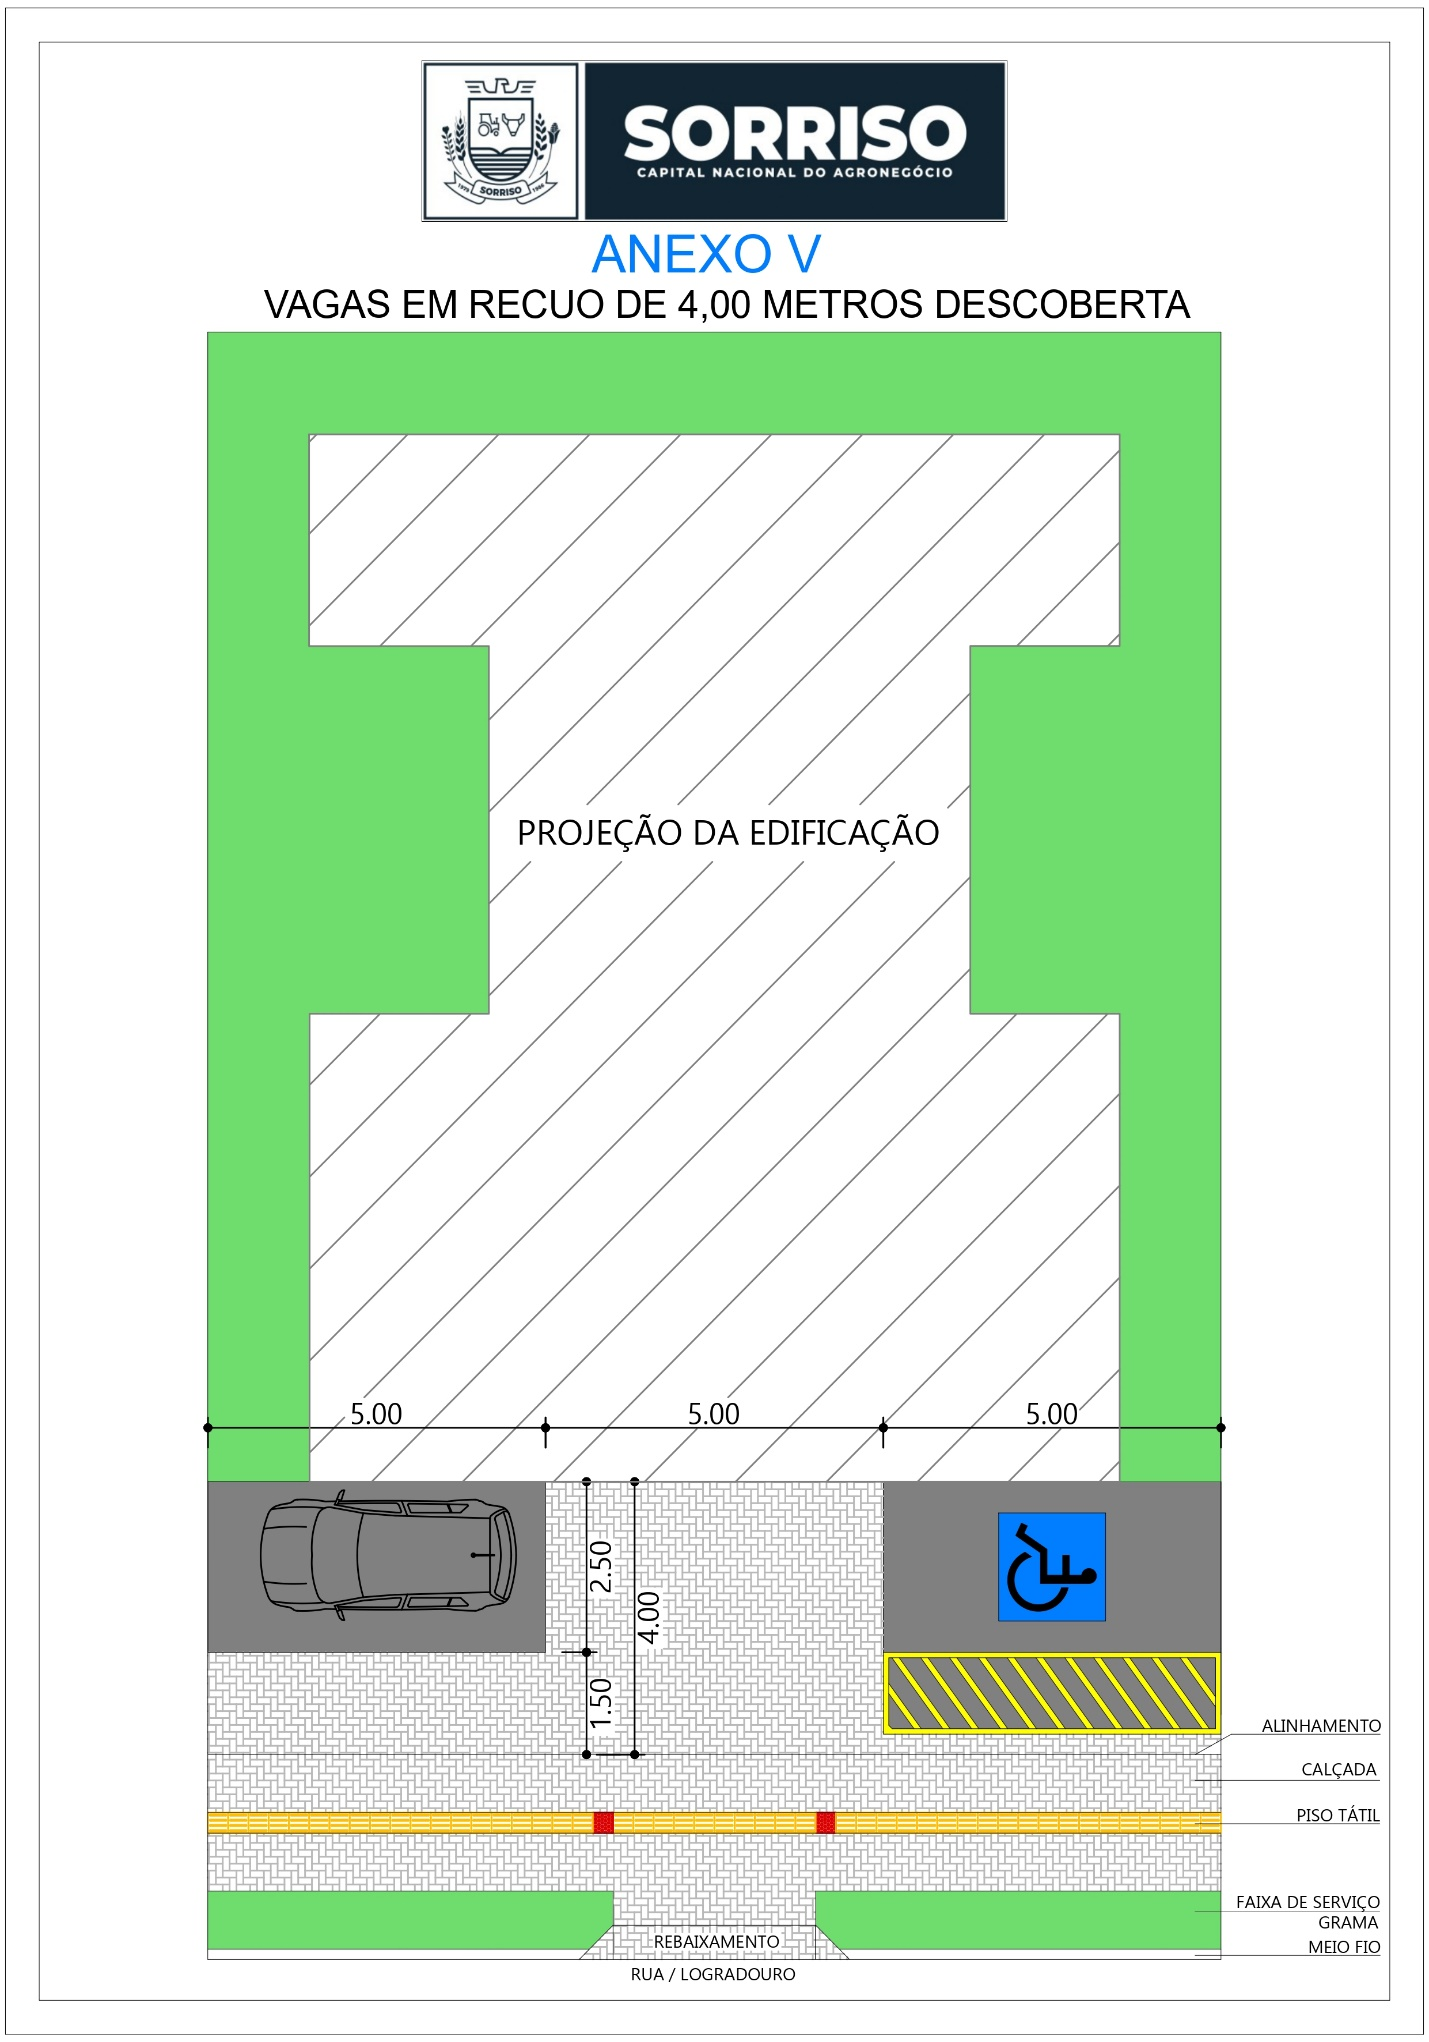 1979 SORRISO 1986
SORRISO
CAPITAL NACIONAL DO AGRONEGÓCIO
ANEXO V
VAGAS EM RECUO DE 4,00 METROS DESCOBERTA
PROJEÇÃO DA EDIFICAÇÃO
5.00 5.00 5.00
2.50
4.00
1.50
ALINHAMENTO
CALÇADA
PISO TÁTIL
FAIXA DE SERVIÇO
GRAMA
REBAIXAMENTO
MEIO FIO
RUA / LOGRADOURO